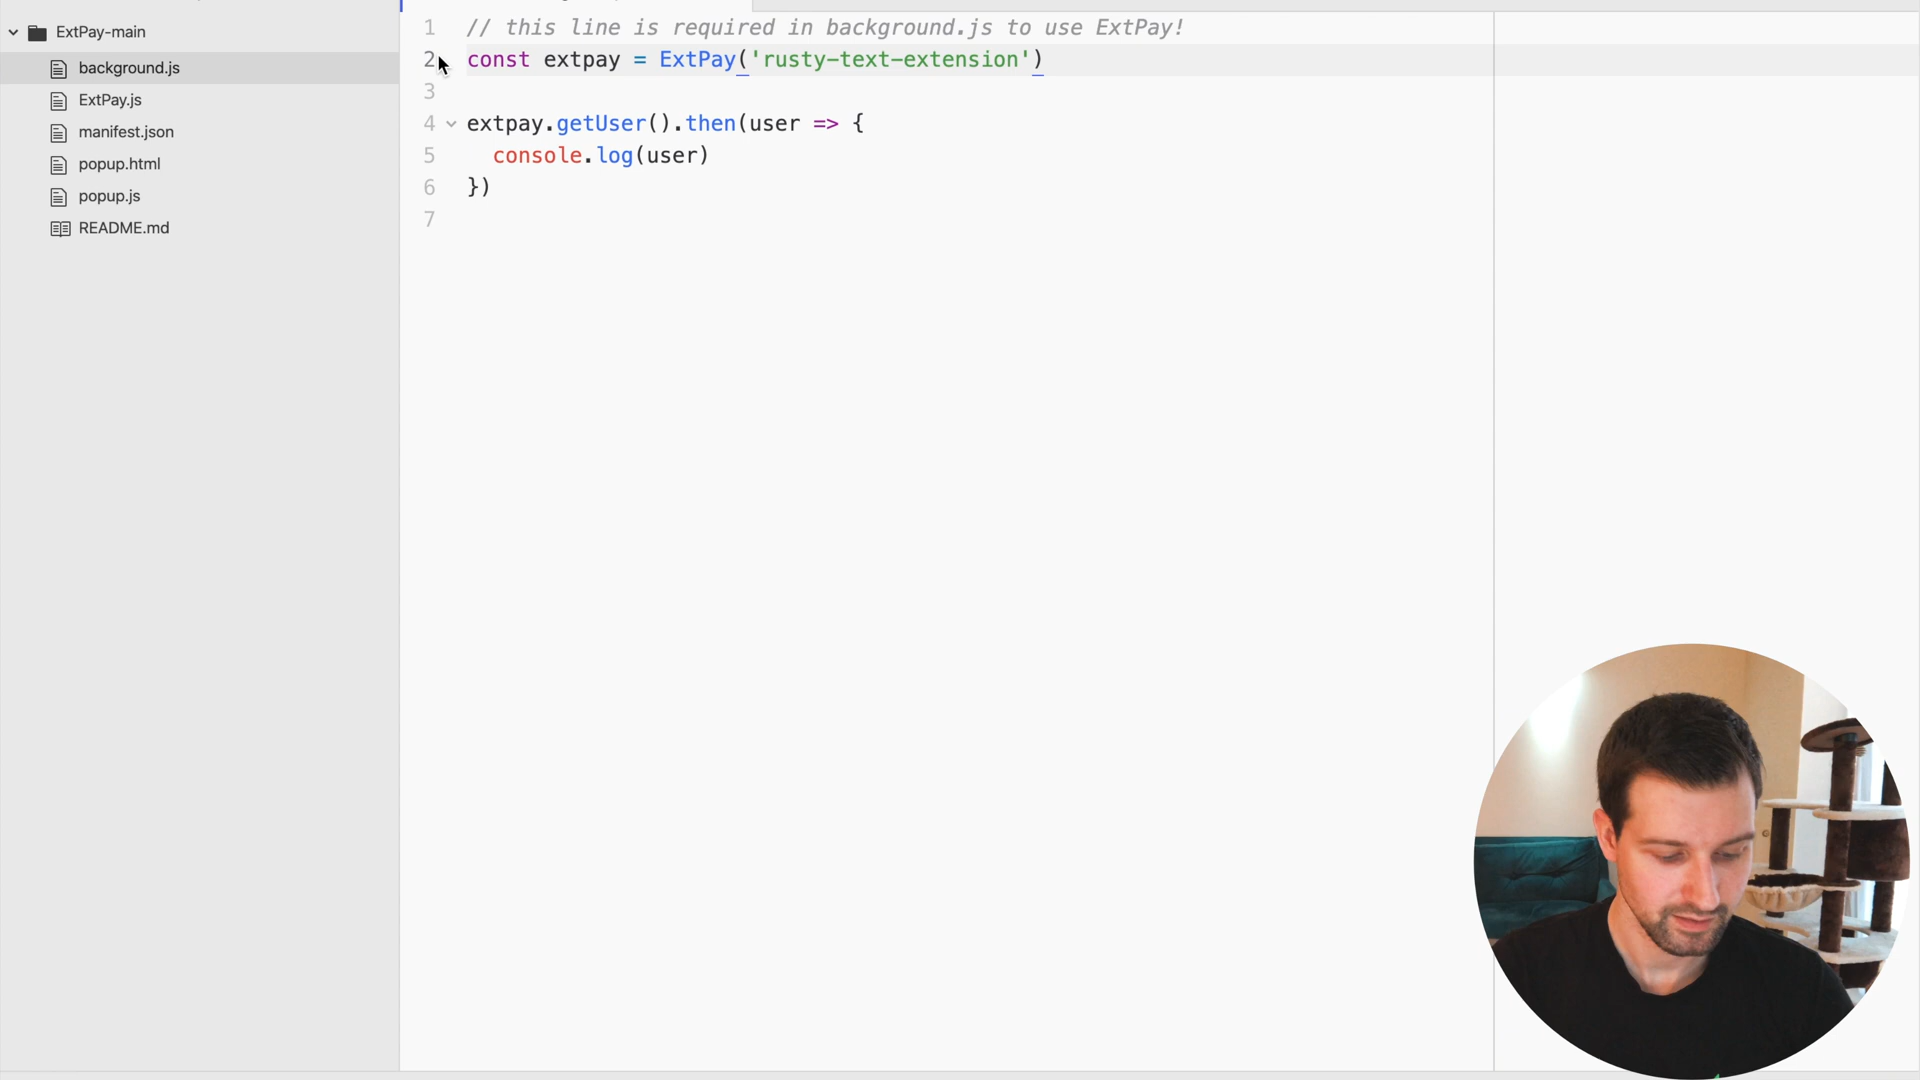 ExtPay-main
background.js
ExtPay.js
manifest.json
popup.html
popup.js
README.md
1 // this line is required in background.js to use ExtPay!
2 const extpay = ExtPay('rusty-text-extension')
3
4 extpay.getUser().then(user => {
5 console.log(user)
6 })
7